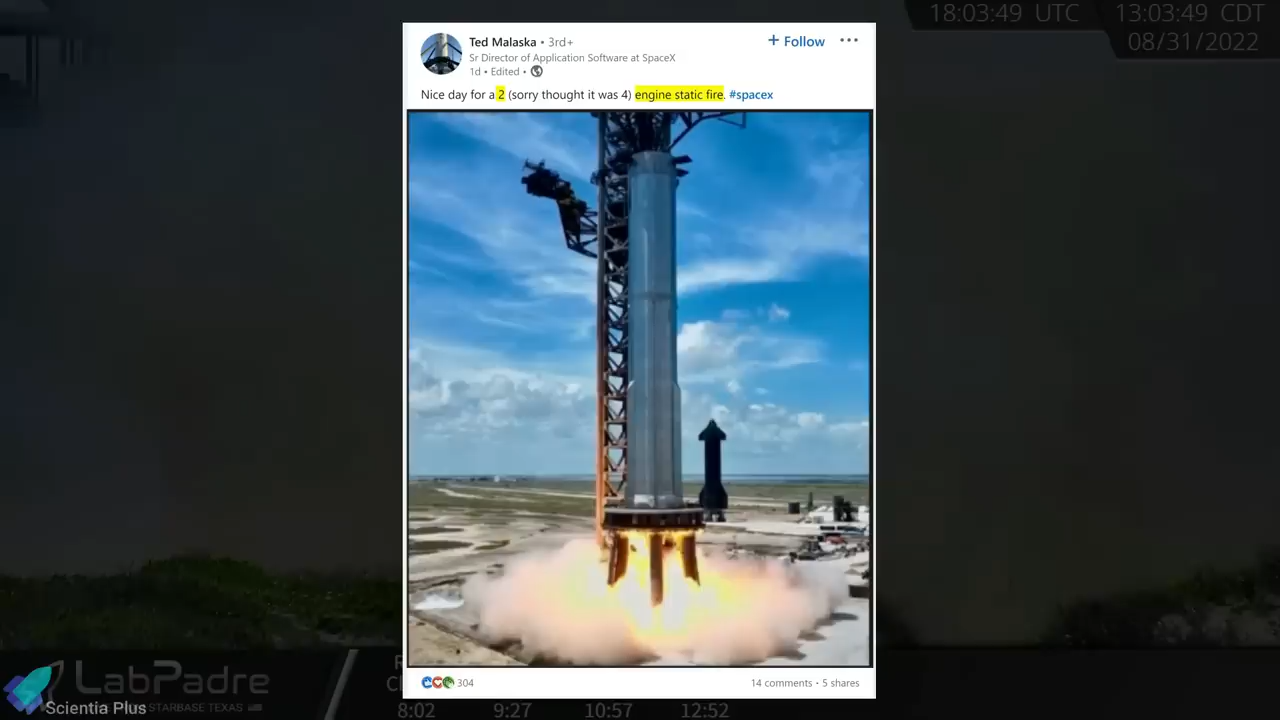 18:03:49 UTC
13:03:49 CDT
08/31/2022
Ted Malaska • 3rd+
+ Follow
Sr Director of Application Software at SpaceX
1d • Edited •
Nice day for a 2 (sorry thought it was 4) engine static fire. #spacex
304
14 comments • 5 shares
LabPadre
STARBASE TEXAS
Scientia Plus
8:02 9:27 10:57 12:52